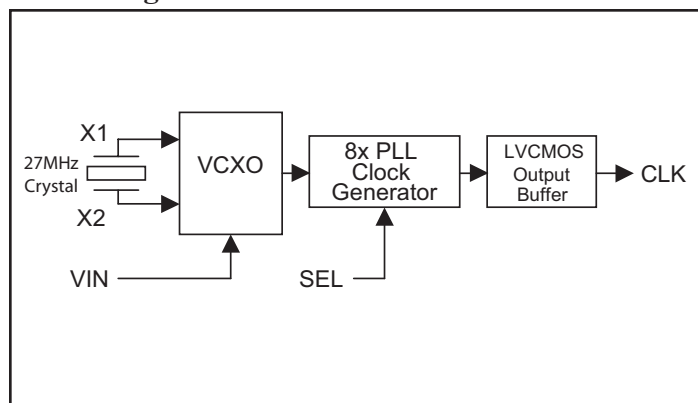 X1
27MHz
Crystal
X2
VCXO
8x PLL
Clock
Generator
LVCMOS
Output
Buffer
CLK
VIN
SEL